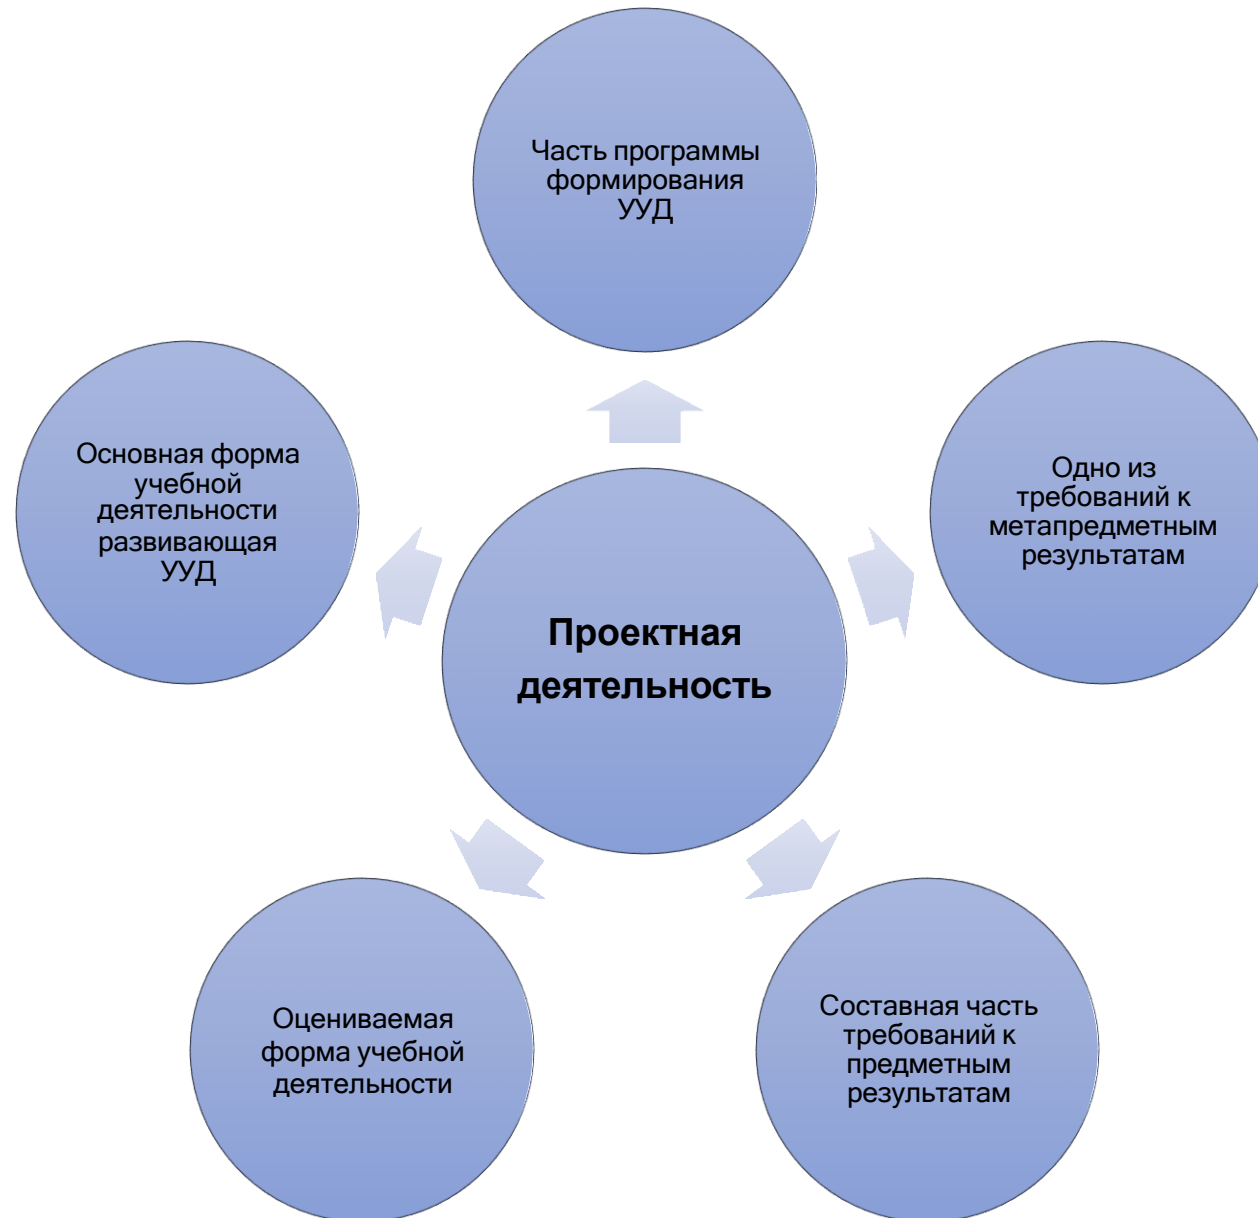 Часть программы
формирования
УУД
Основная форма
учебной
деятельности
развивающая
УУД
Одно из
требований к
метапредметным
результатам
Проектная
деятельность
Оцениваемая
форма учебной
деятельности
Составная часть
требований к
предметным
результатам